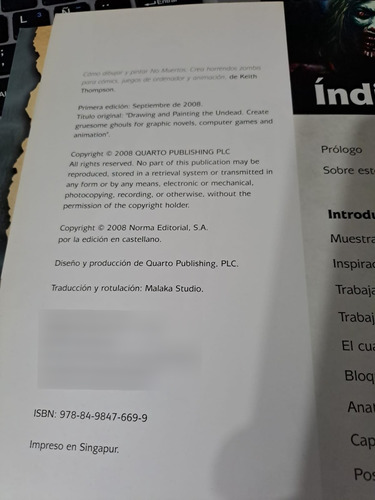 Cómo dibujar y pintar No Muertos. Crea horrendos zombis
para cómics, juegos de ordenador y animación, de Keith
Thompson.
Primera edición: Septiembre de 2008.
Título original: "Drawing and Painting the Undead. Create
gruesome ghouls for graphic novels, computer games and
animation".
Copyright © 2008 QUARTO PUBLISHING PLC
All rights reserved. No part of this publication may be
reproduced, stored in a retrieval system or transmitted in
any form or by any means, electronic or mechanical,
photocopying, recording, or otherwise, without the
permission of the copyright holder.
Copyright © 2008 Norma Editorial, S.A.
por la edición en castellano.
Diseño y producción de Quarto Publishing, PLC.
Traducción y rotulación: Malaka Studio.
ISBN: 978-84-9847-669-9
Impreso en Singapur.
Índi
Prólogo
Sobre est
Introdu
Muestra
Inspirac
Trabaja
Trabaj
El cua
Bloq
Anat
Cap
Pos